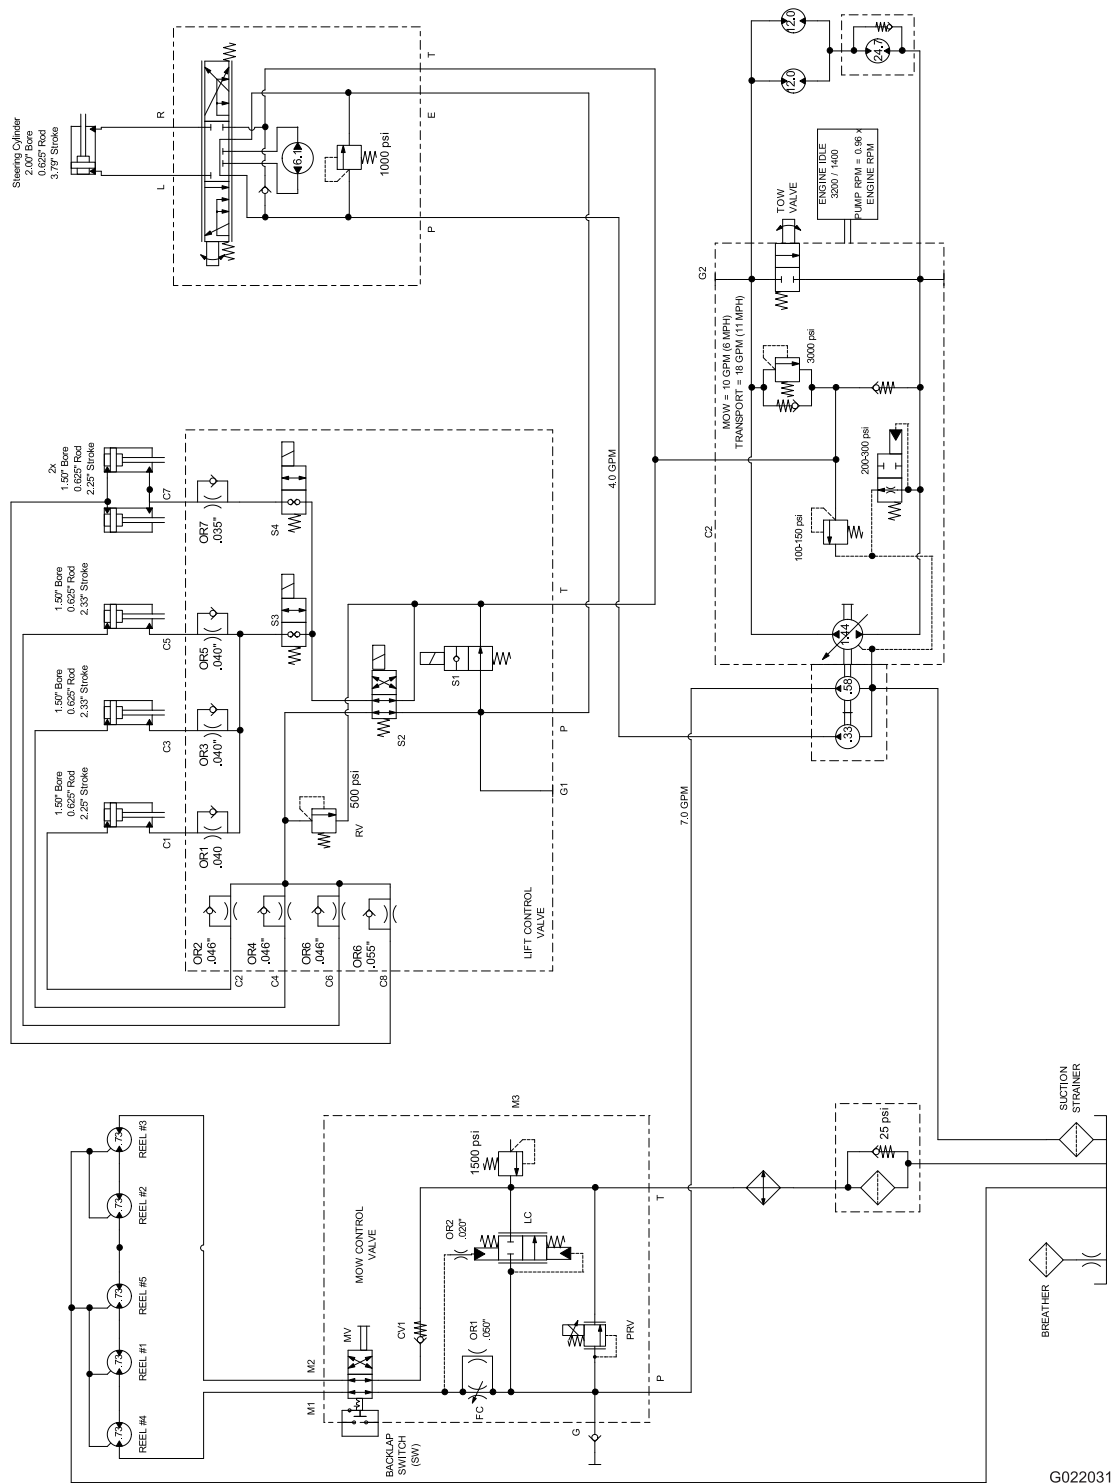 Steering Cylinder
2.00" Bore
0.625" Rod
3.79" Stroke
L
R
6.1
1000 psi
P
E
T
12.0
12.0
24.7
ENGINE IDLE
3200 / 1400
PUMP RPM = 0.96 x
ENGINE RPM
TOW
VALVE
G2
C2
MOW = 10 GPM (6 MPH)
TRANSPORT = 18 GPM (11 MPH)
3000 psi
200-300 psi
100-150 psi
1.44
.58
.33
4.0 GPM
7.0 GPM
2x
1.50" Bore
0.625" Rod
2.25" Stroke
1.50" Bore
0.625" Rod
2.33" Stroke
1.50" Bore
0.625" Rod
2.33" Stroke
1.50" Bore
0.625" Rod
2.25" Stroke
C7
C5
C3
C1
OR7
.035"
OR5
.040"
OR3
.040"
OR1
.040
S4
S3
S2
S1
T
P
G1
500 psi
RV
OR2
.046"
OR4
.046"
OR6
.046"
OR6
.055"
C2
C4
C6
C8
LIFT CONTROL
VALVE
.73
REEL #3
.73
REEL #2
.73
REEL #5
.73
REEL #1
.73
REEL #4
M3
1500 psi
MOW CONTROL
VALVE
OR2
.020"
LC
MV
CV1
OR1
.050"
FC
PRV
M2
M1
T
P
G
BACKLAP
SWITCH
(SW)
25 psi
SUCTION
STRAINER
BREATHER
G022031